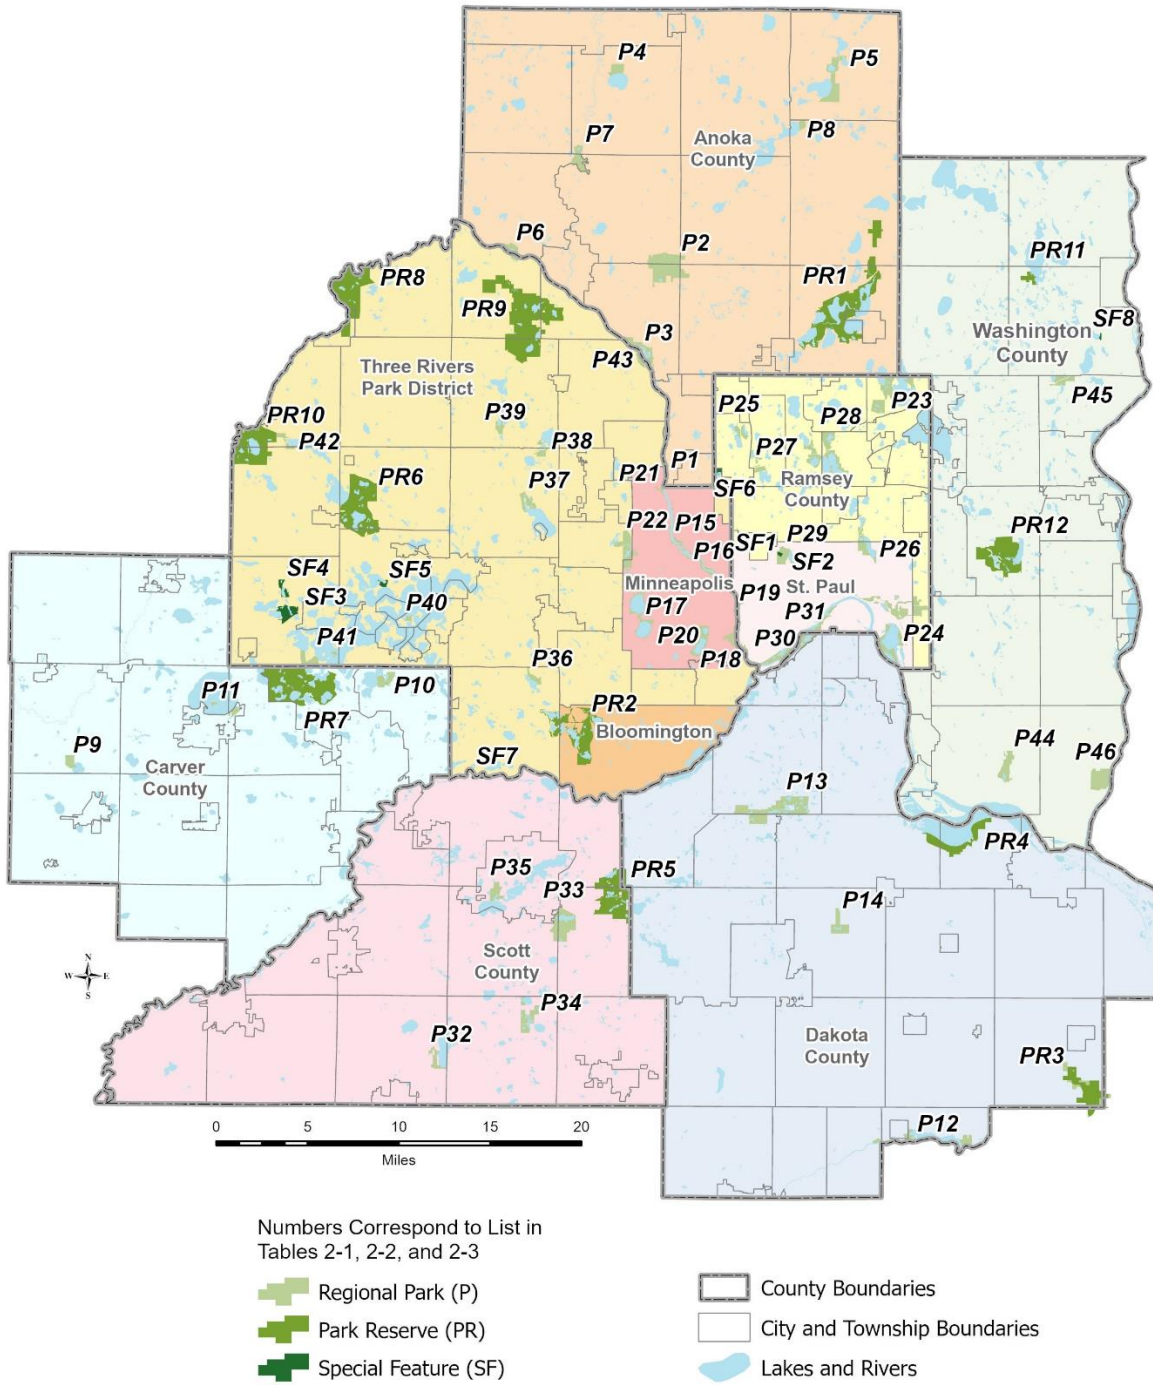 P4
P5
P7
P8
Anoka
County
P6
P2
PR11
PR8
PR1
PR9
SF8
P3
Washington
County
P43
Three Rivers
Park District
P39
P25
P28
P23
P45
PR10
P42
P38
P27
P1
P21
PR6
P37
Ramsey
County
SF6
P22
P15
P29
PR12
SF1
P26
P16
SF4
SF5
SF2
Minneapolis
St. Paul
SF3
P40
P17
P19
P31
P41
P20
P30
P24
P36
P18
P11
P10
PR7
PR2
Bloomington
P9
SF7
P44
P46
Carver
County
P13
PR4
P35
PR5
P33
P14
Scott
County
N
W
E
S
P34
P32
Dakota
County
PR3
P12
0 5 10 15 20
Miles
Numbers Correspond to List in
Tables 2-1, 2-2, and 2-3
Regional Park (P)
Park Reserve (PR)
Special Feature (SF)
County Boundaries
City and Township Boundaries
Lakes and Rivers